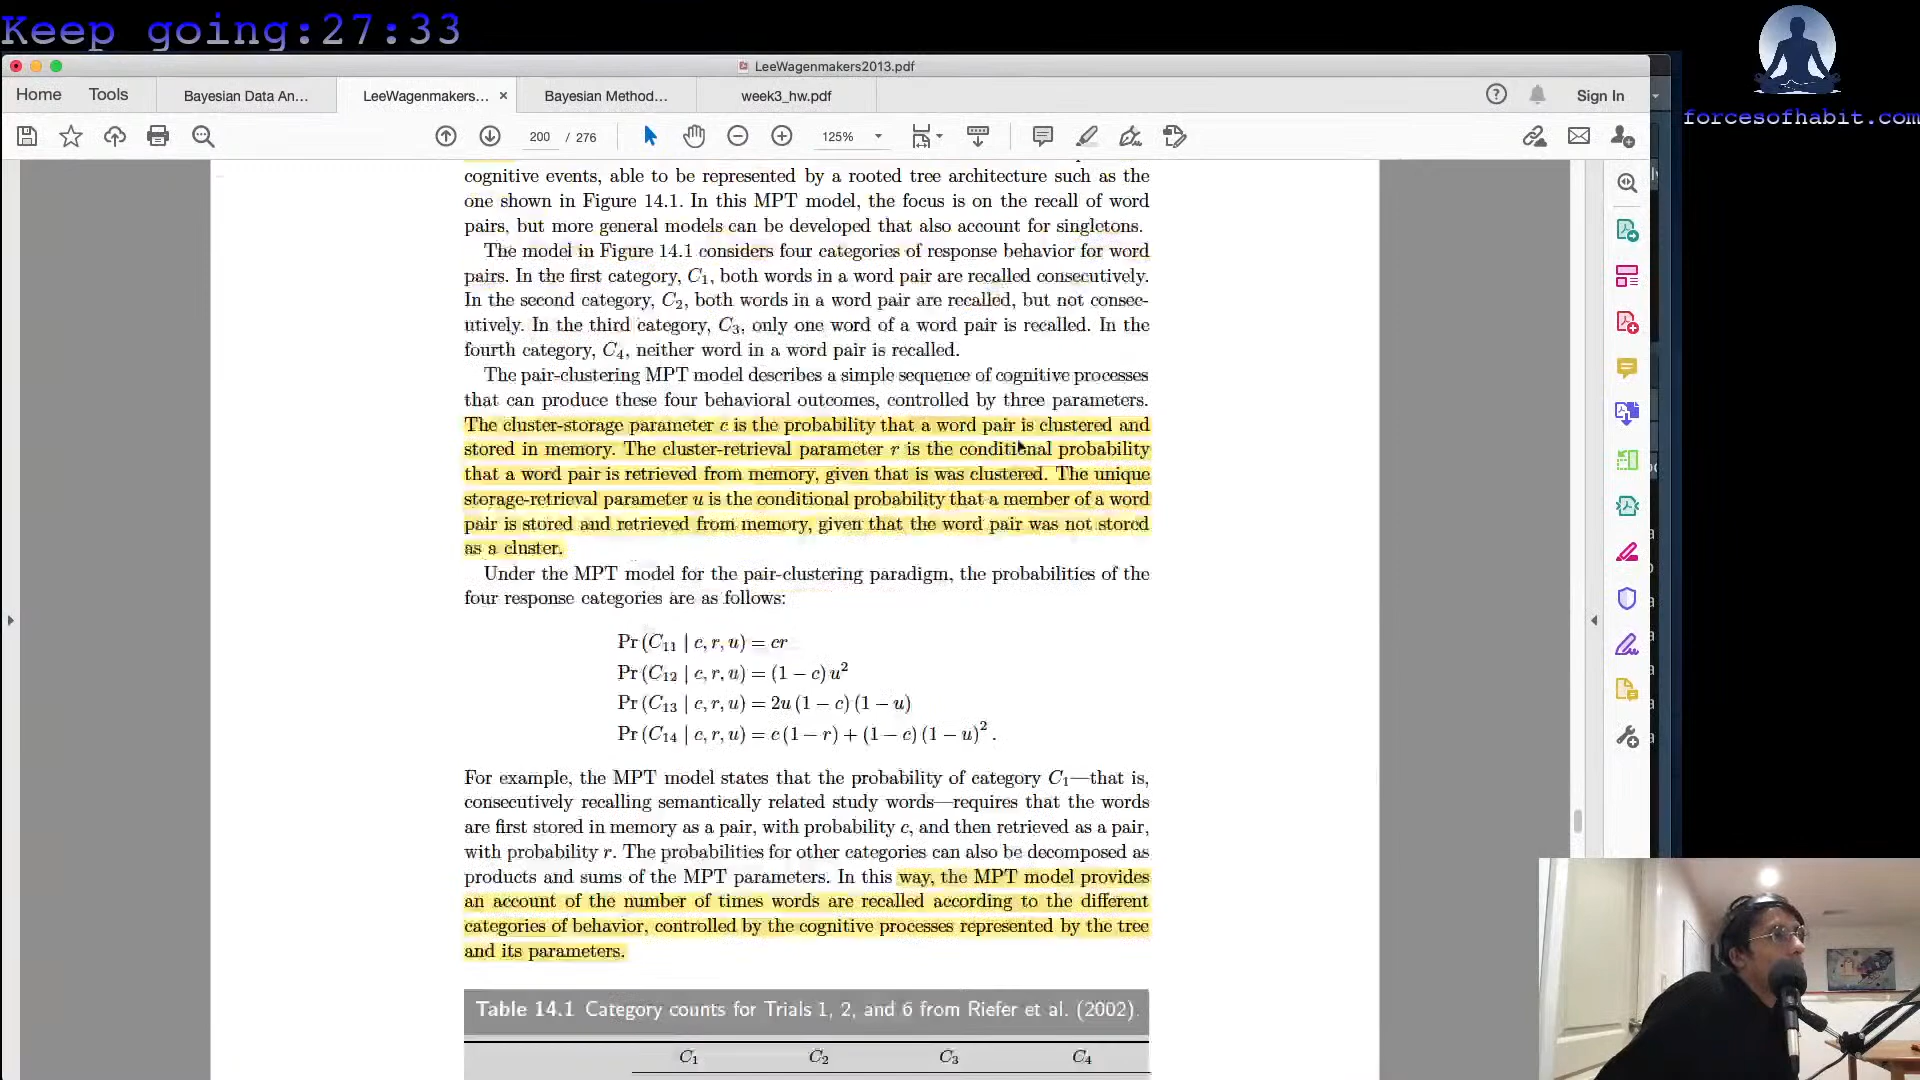 Keep going:27:33
forcesofhabit.com
LeeWagenmakers2013.pdf
Home Tools Bayesian Data An... LeeWagenmakers... × Bayesian Method... week3_hw.pdf ? Sign In
200 / 276 125%
cognitive events, able to be represented by a rooted tree architecture such as the
one shown in Figure 14.1. In this MPT model, the focus is on the recall of word
pairs, but more general models can be developed that also account for singletons.
The model in Figure 14.1 considers four categories of response behavior for word
pairs. In the first category, C1, both words in a word pair are recalled consecutively.
In the second category, C2, both words in a word pair are recalled, but not consec-
utively. In the third category, C3, only one word of a word pair is recalled. In the
fourth category, C4, neither word in a word pair is recalled.
The pair-clustering MPT model describes a simple sequence of cognitive processes
that can produce these four behavioral outcomes, controlled by three parameters.
The cluster-storage parameter c is the probability that a word pair is clustered and
stored in memory. The cluster-retrieval parameter r is the conditional probability
that a word pair is retrieved from memory, given that is was clustered. The unique
storage-retrieval parameter u is the conditional probability that a member of a word
pair is stored and retrieved from memory, given that the word pair was not stored
as a cluster.
Under the MPT model for the pair-clustering paradigm, the probabilities of the
four response categories are as follows:
Pr (C11 | c, r, u) = cr
Pr (C12 | c, r, u) = (1 − c) u²
Pr (C13 | c, r, u) = 2u (1 − c) (1 − u)
Pr (C14 | c, r, u) = c (1 − r) + (1 − c) (1 − u)² .
For example, the MPT model states that the probability of category C1—that is,
consecutively recalling semantically related study words—requires that the words
are first stored in memory as a pair, with probability c, and then retrieved as a pair,
with probability r. The probabilities for other categories can also be decomposed as
products and sums of the MPT parameters. In this way, the MPT model provides
an account of the number of times words are recalled according to the different
categories of behavior, controlled by the cognitive processes represented by the tree
and its parameters.
Table 14.1 Category counts for Trials 1, 2, and 6 from Riefer et al. (2002).
C1 C2 C3 C4